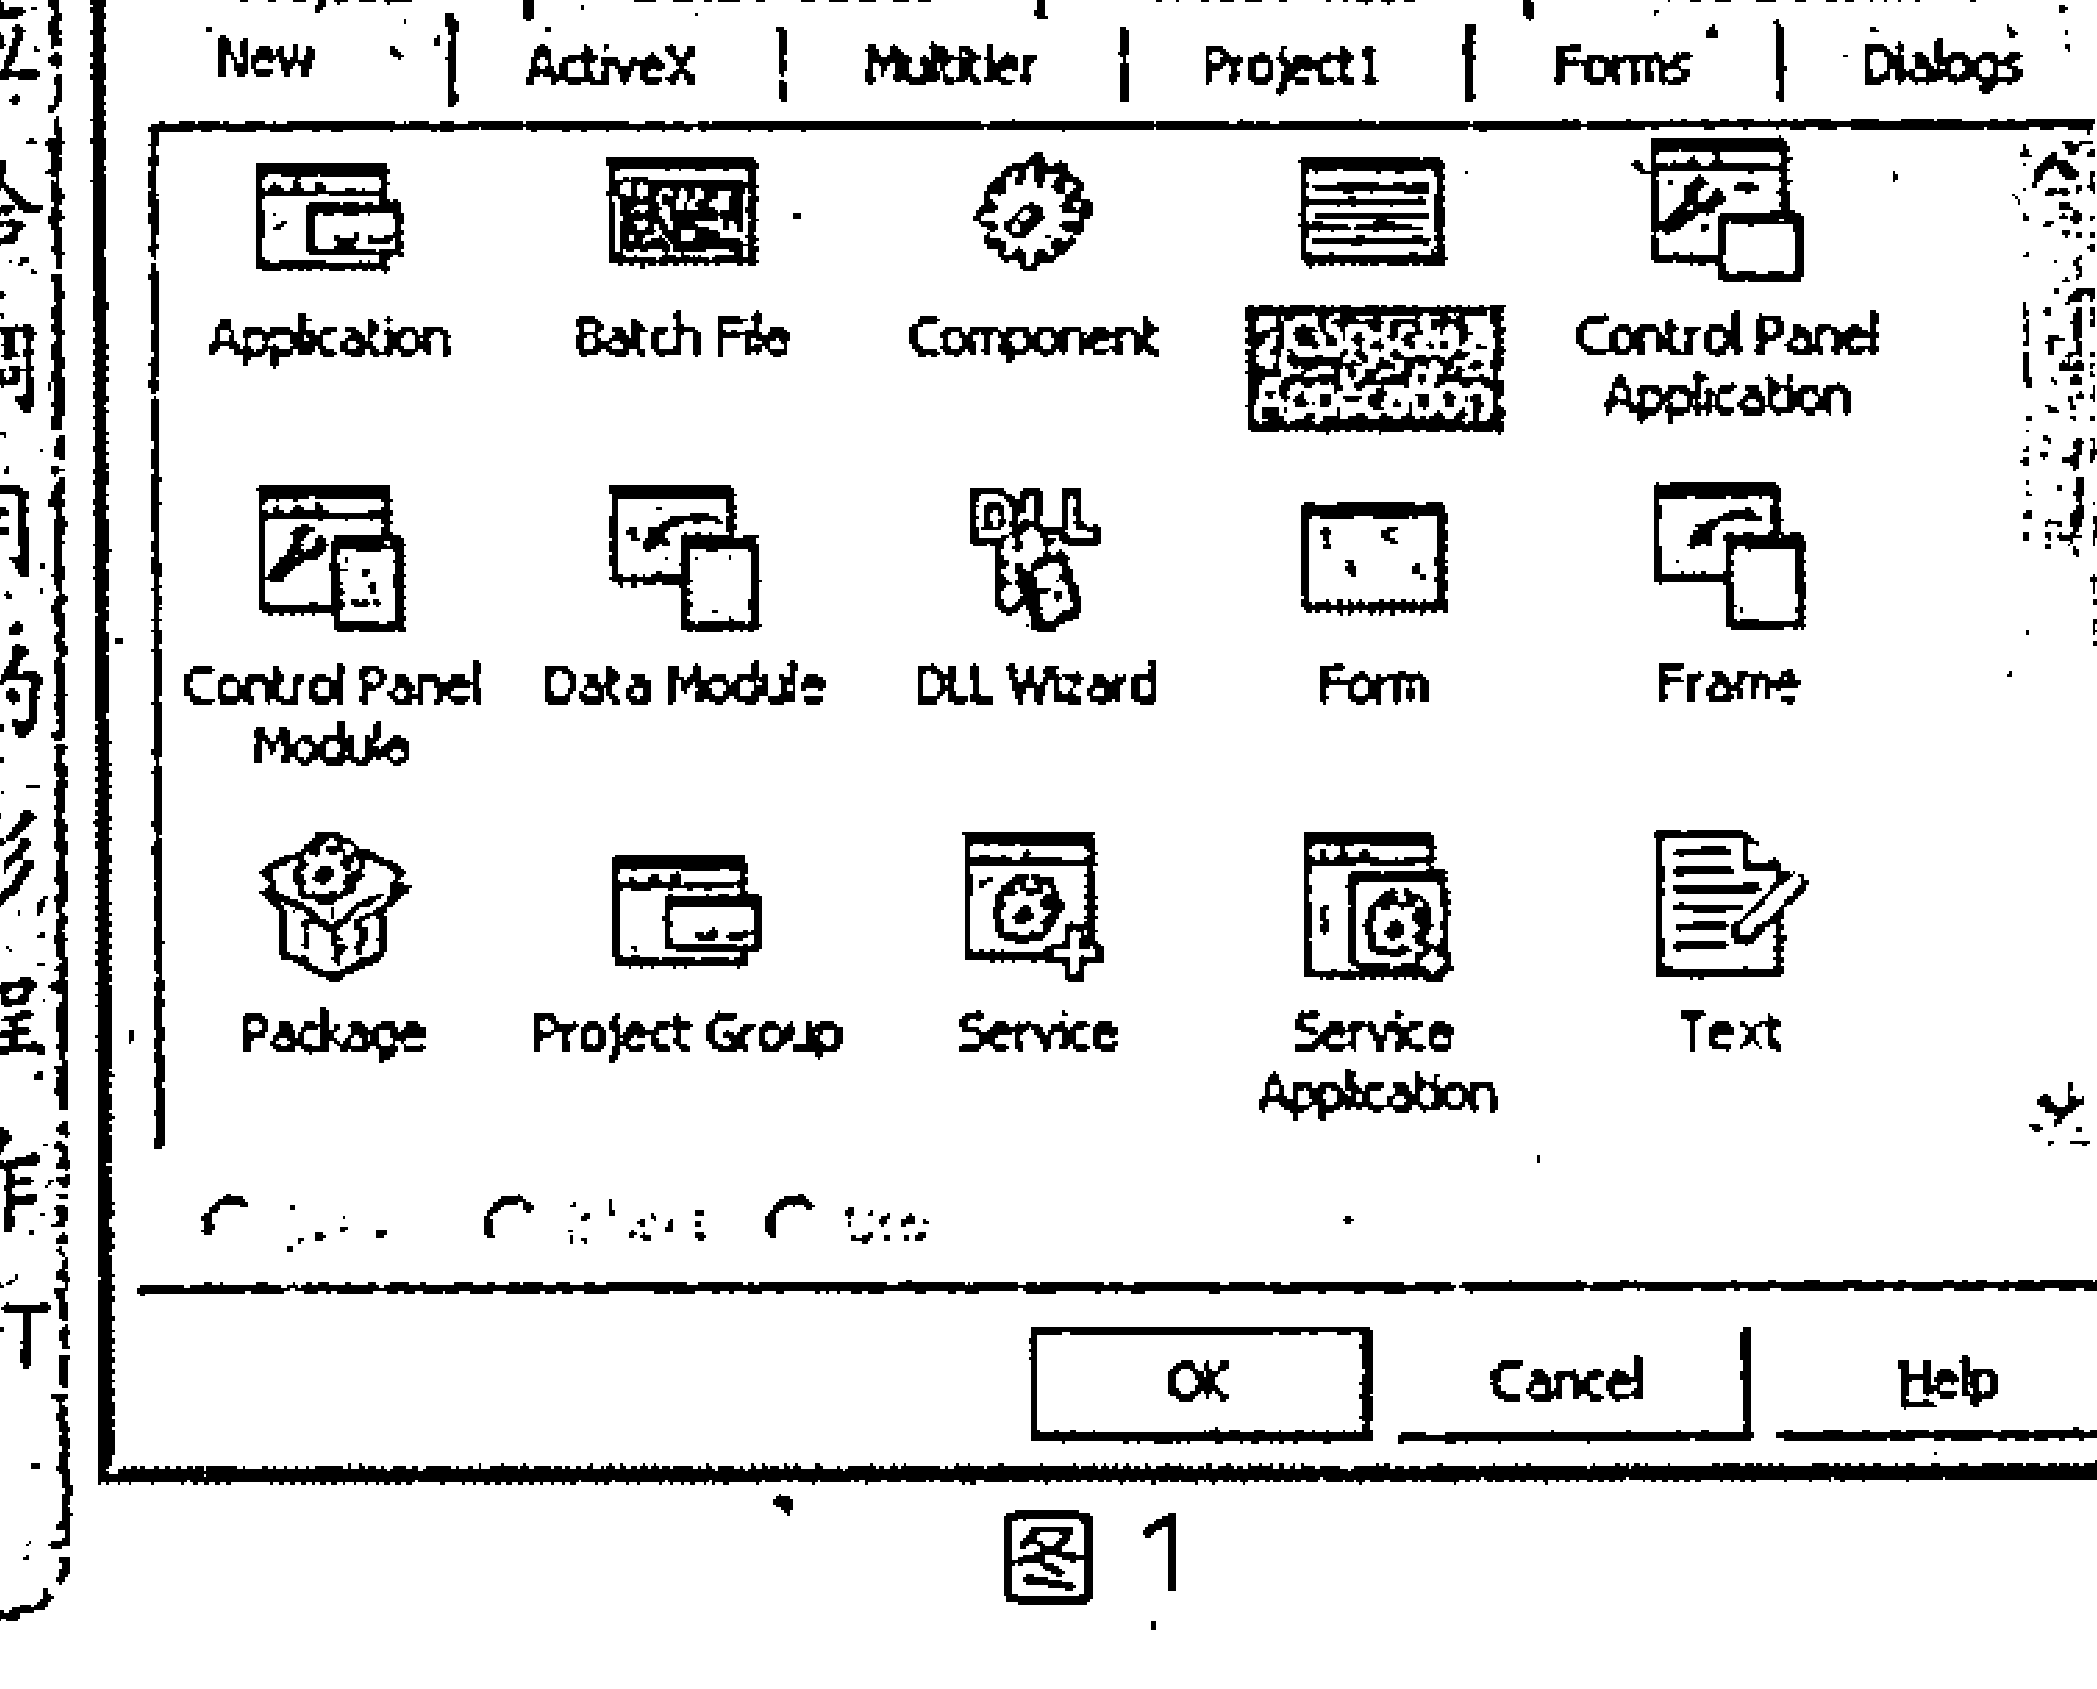 New ActiveX Multitier Project1 Forms Dialogs
Application Batch File Component Control Panel
Application
Control Panel Data Module DLL Wizard Form Frame
Module
Package Project Group Service Service Text
Application
OK Cancel Help
图 1